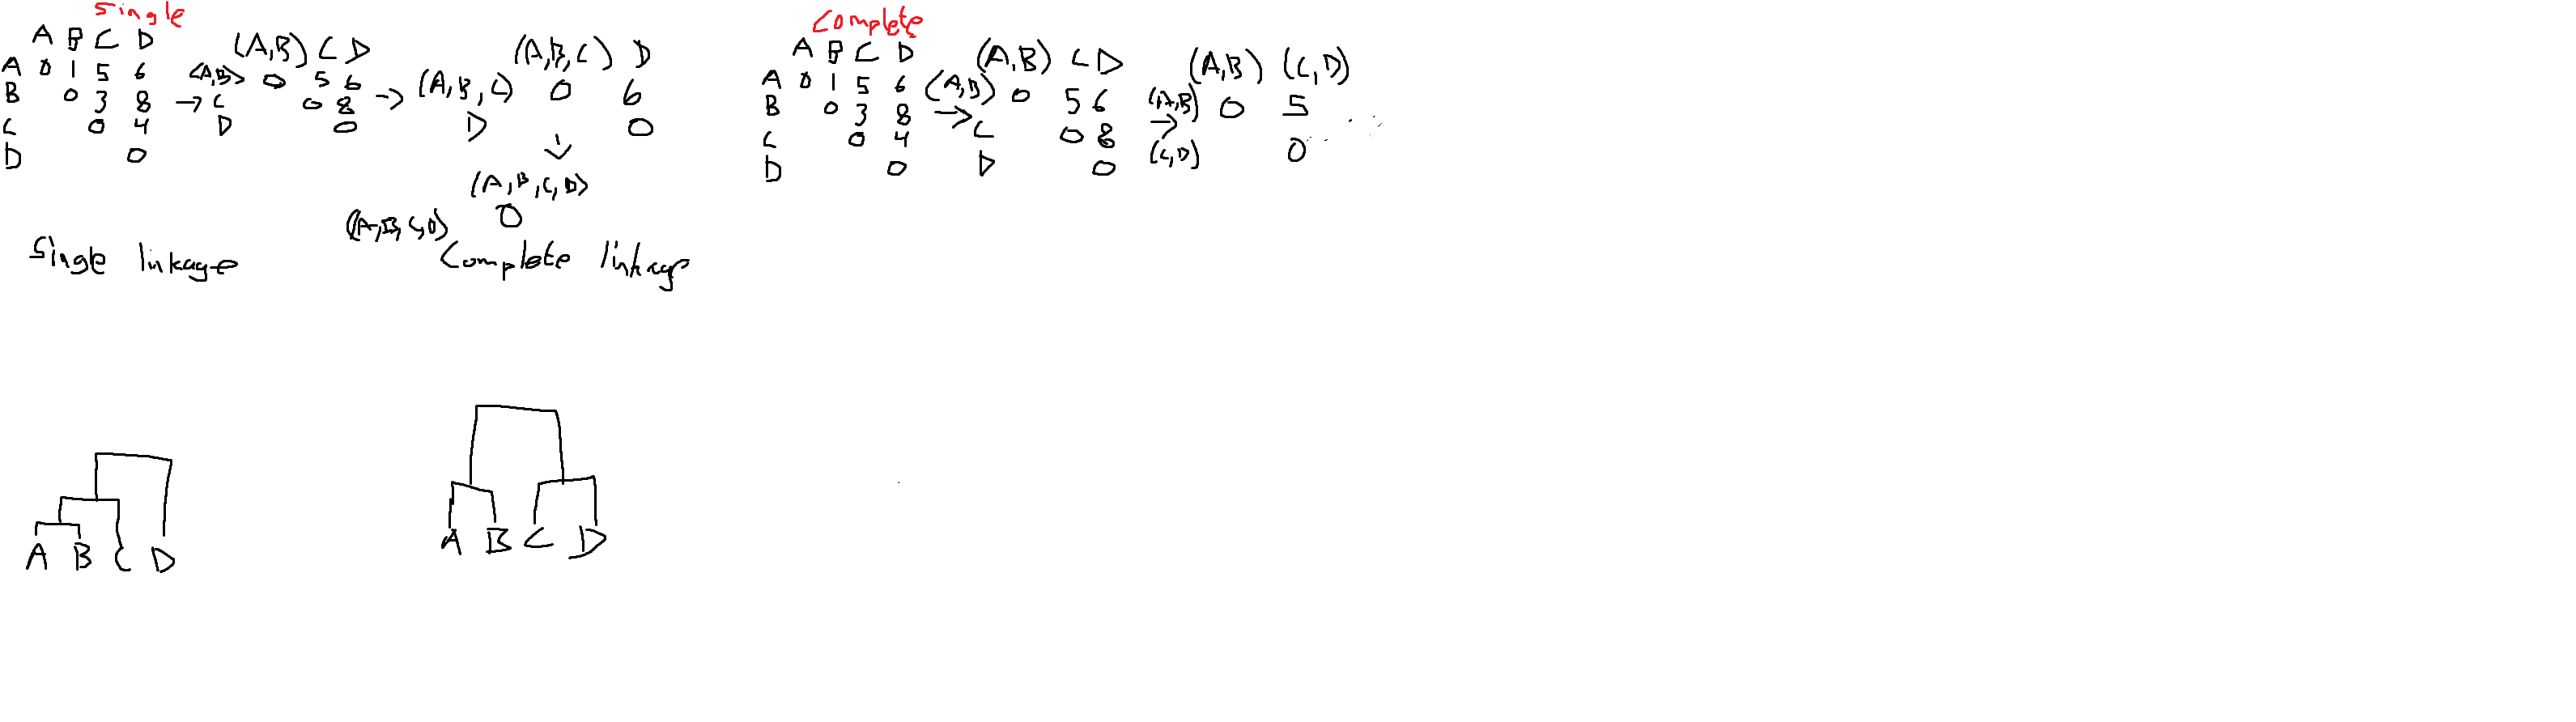 Single
A B C D
A 0 1 5 6
B 0 3 8
C 0 4
D 0
→
(A,B) C D
(A,B) 0 5 6
C 0 8
D 0
→
(A,B,C) D
(A,B,C) 0 6
D 0
↓
(A,B,C,D)
(A,B,C,D) 0
Complete
A B C D
A 0 1 5 6
B 0 3 8
C 0 4
D 0
→
(A,B) C D
(A,B) 0 5 6
C 0 8
D 0
→
(A,B) (C,D)
(A,B) 0 5
(C,D) 0
Single linkage
Complete linkage
A B C D
A B C D